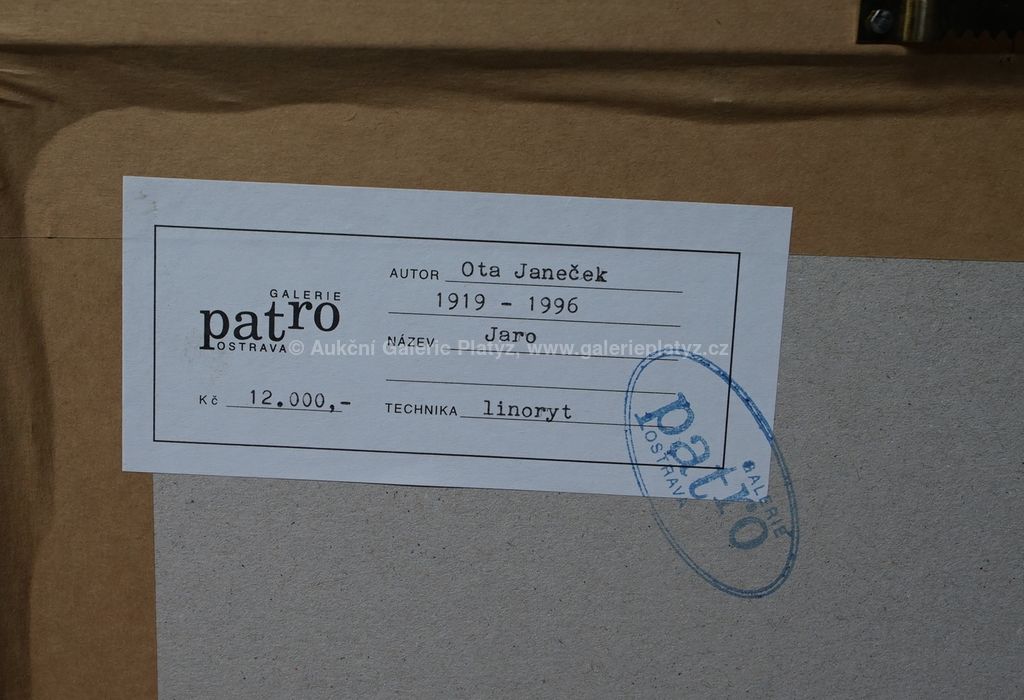 GALERIE
patro
OSTRAVA
Kč 12.000,-
AUTOR Ota Janeček
1919 - 1996
NÁZEV Jaro
TECHNIKA linoryt
© Aukční Galerie Platýz, www.galerieplatyz.cz
GALERIE
patro
OSTRAVA